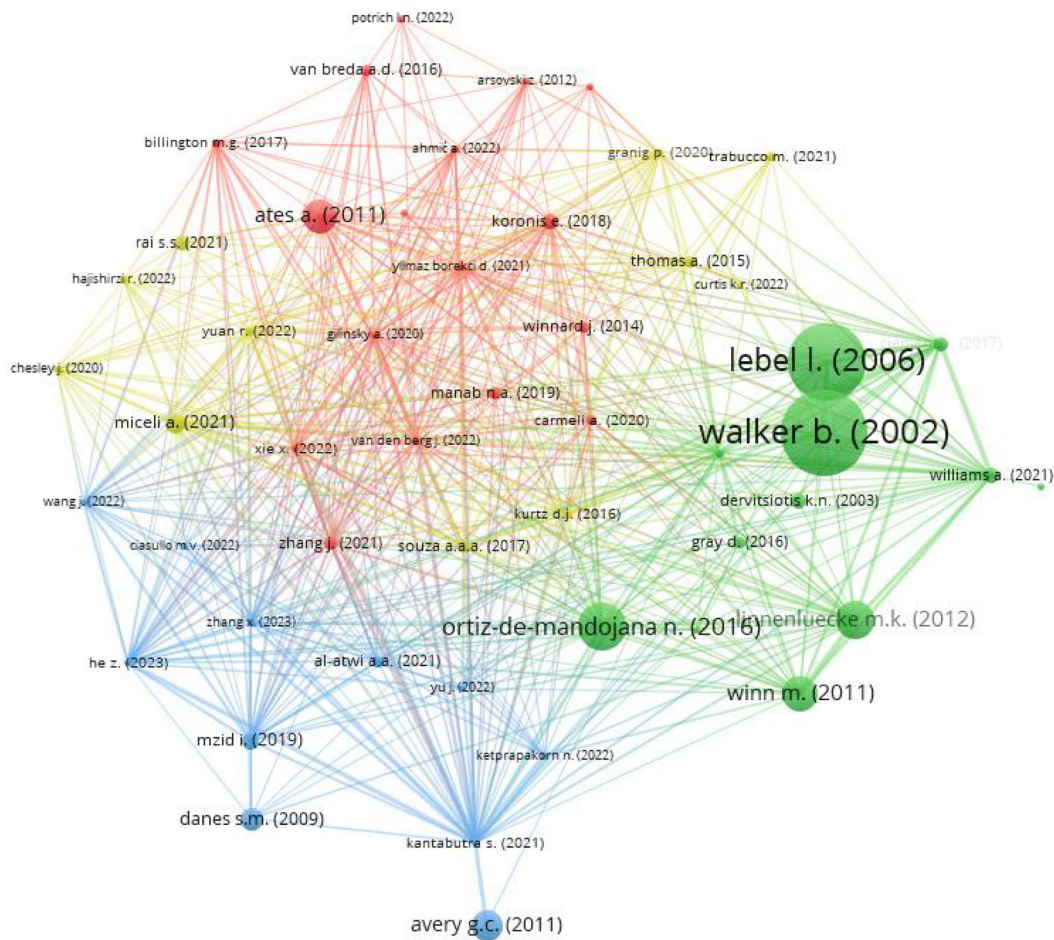 potrich l.n. (2022)
van breda a.d. (2016)
arsovski z. (2012)
billington m.g. (2017)
ahmić a. (2022)
granig p. (2020)
trabucco m. (2021)
ates a. (2011)
koronis e. (2018)
rai s.s. (2021)
thomas a. (2015)
yilmaz borekci d. (2021)
hajishirzi r. (2022)
curtis k.r. (2022)
yuan r. (2022)
gilinsky a. (2020)
winnard j. (2014)
(2017)
lebel l. (2006)
chesley j. (2020)
manab n.a. (2019)
miceli a. (2021)
carmeli a. (2020)
walker b. (2002)
xie x. (2022)
van den berg j. (2022)
williams a. (2021)
wang j. (2022)
kurtz d.j. (2016)
dervitsiotis k.n. (2003)
ciasullo m.v. (2022)
zhang j. (2021)
souza a.a.a. (2017)
gray d. (2016)
zhang x. (2023)
ortiz-de-mandojana n. (2016)
linnenluecke m.k. (2012)
he z. (2023)
al-atwi a.a. (2021)
yu j. (2022)
winn m. (2011)
mzid i. (2019)
ketprapakorn n. (2022)
danes s.m. (2009)
kantabutra s. (2021)
avery g.c. (2011)